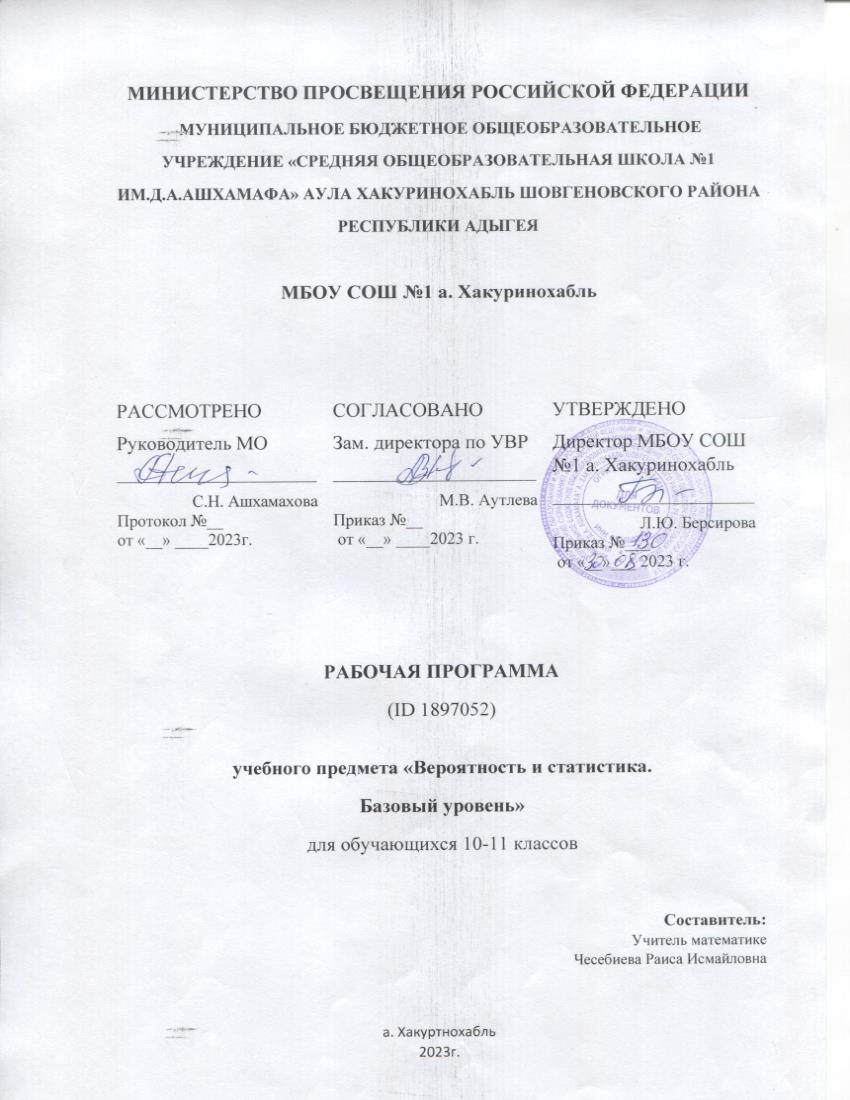 МИНИСТЕРСТВО ПРОСВЕЩЕНИЯ РОССИЙСКОЙ ФЕДЕРАЦИИ
МУНИЦИПАЛЬНОЕ БЮДЖЕТНОЕ ОБЩЕОБРАЗОВАТЕЛЬНОЕ
УЧРЕЖДЕНИЕ «СРЕДНЯЯ ОБЩЕОБРАЗОВАТЕЛЬНАЯ ШКОЛА №1
ИМ.Д.А.АШХАМАФА» АУЛА ХАКУРИНОХАБЛЬ ШОВГЕНОВСКОГО РАЙОНА
РЕСПУБЛИКИ АДЫГЕЯ
МБОУ СОШ №1 а. Хакуринохабль
РАССМОТРЕНО
Руководитель МО
С.Н. Ашхамахова
Протокол №__
от «__» ____2023г.
СОГЛАСОВАНО
Зам. директора по УВР
М.В. Аутлева
Приказ №__
от «__» ____2023 г.
УТВЕРЖДЕНО
Директор МБОУ СОШ
№1 а. Хакуринохабль
ДОКУМЕНТОВ
Л.Ю. Берсирова
Приказ № 130
от «30» 08 2023 г.
РАБОЧАЯ ПРОГРАММА
(ID 1897052)
учебного предмета «Вероятность и статистика.
Базовый уровень»
для обучающихся 10-11 классов
Составитель:
Учитель математике
Чесебиева Раиса Исмайловна
а. Хакуртнохабль
2023г.